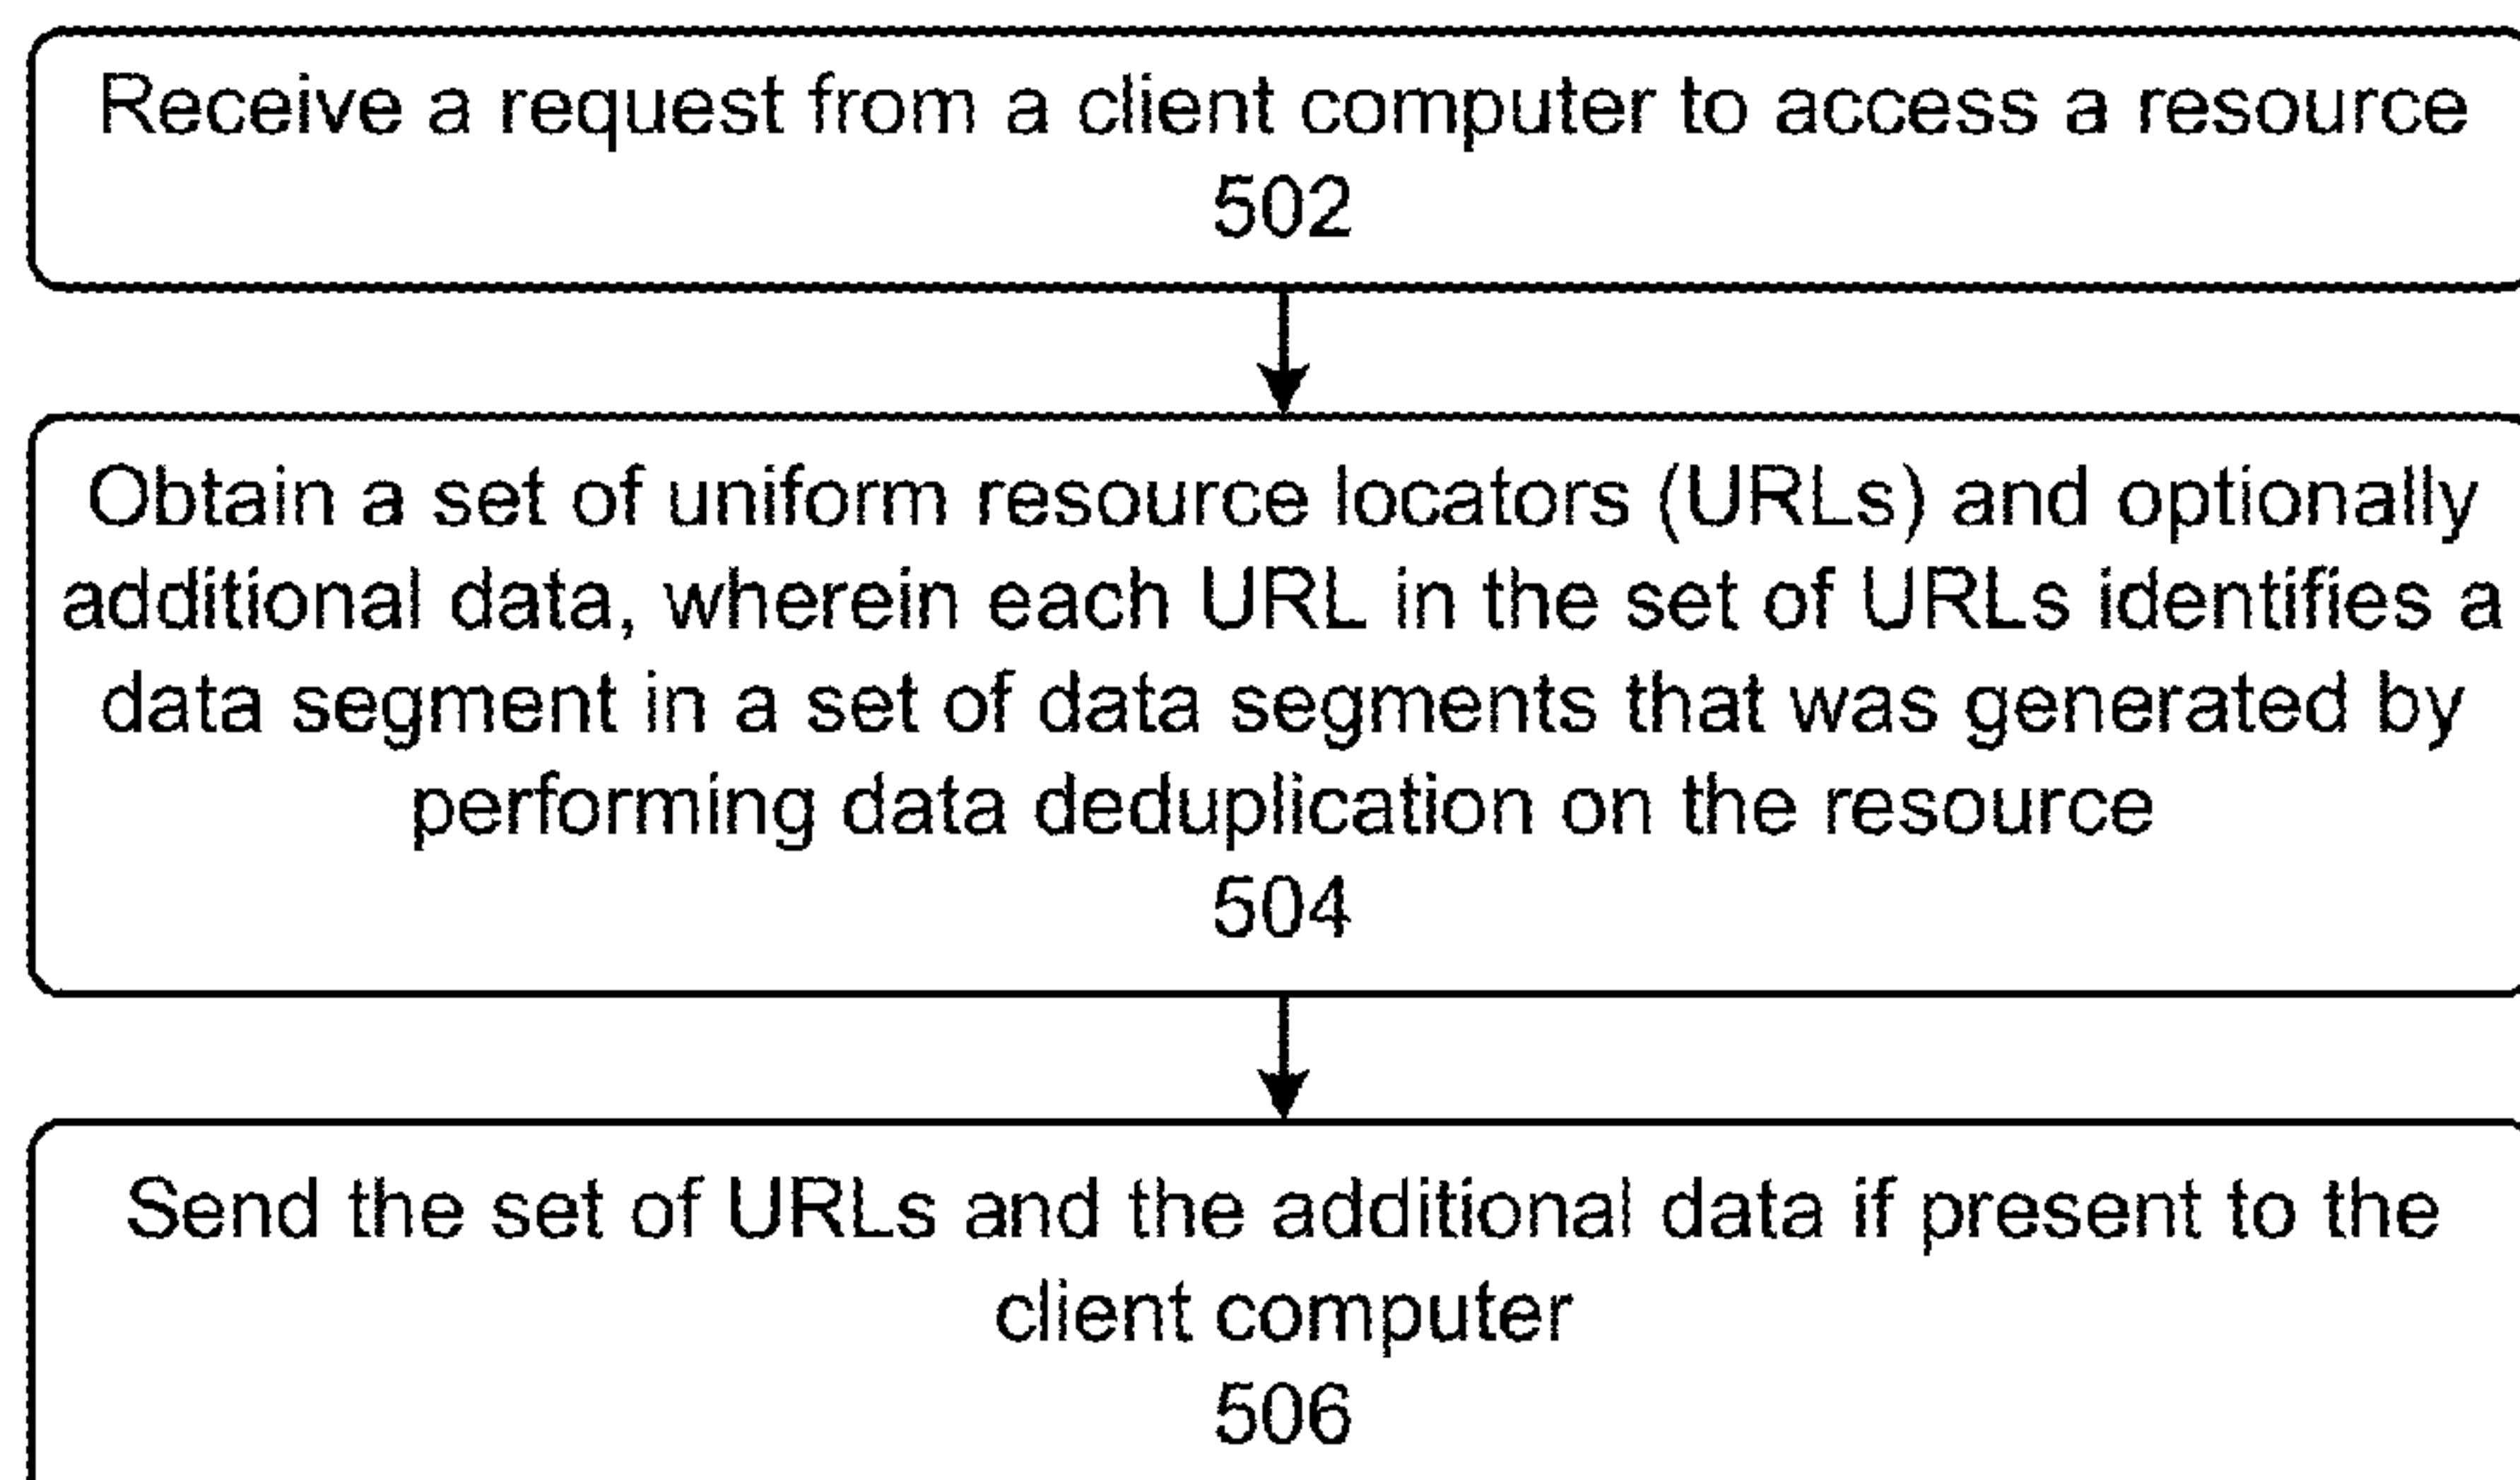 Receive a request from a client computer to access a resource
502
Obtain a set of uniform resource locators (URLs) and optionally
additional data, wherein each URL in the set of URLs identifies a
data segment in a set of data segments that was generated by
performing data deduplication on the resource
504
Send the set of URLs and the additional data if present to the
client computer
506